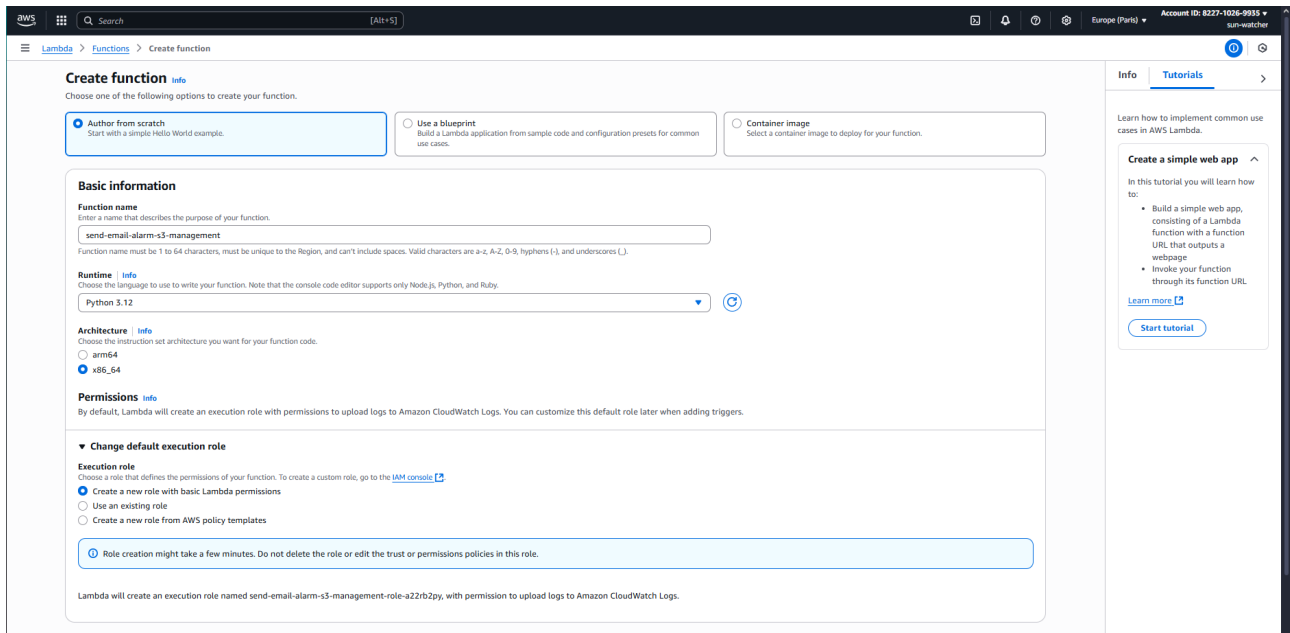 aws
Search
[Alt+S]
Europe (Paris)
Account ID: 8227-1026-9935
sun-watcher
Lambda > Functions > Create function
Create function Info
Choose one of the following options to create your function.
Author from scratch
Start with a simple Hello World example.
Use a blueprint
Build a Lambda application from sample code and configuration presets for common
use cases.
Container image
Select a container image to deploy for your function.
Basic information
Function name
Enter a name that describes the purpose of your function.
send-email-alarm-s3-management
Function name must be 1 to 64 characters, must be unique to the Region, and can't include spaces. Valid characters are a-z, A-Z, 0-9, hyphens (-), and underscores (_).
Runtime Info
Choose the language to use to write your function. Note that the console code editor supports only Node.js, Python, and Ruby.
Python 3.12
Architecture Info
Choose the instruction set architecture you want for your function code.
arm64
x86_64
Permissions Info
By default, Lambda will create an execution role with permissions to upload logs to Amazon CloudWatch Logs. You can customize this default role later when adding triggers.
Change default execution role
Execution role
Choose a role that defines the permissions of your function. To create a custom role, go to the IAM console.
Create a new role with basic Lambda permissions
Use an existing role
Create a new role from AWS policy templates
Role creation might take a few minutes. Do not delete the role or edit the trust or permissions policies in this role.
Lambda will create an execution role named send-email-alarm-s3-management-role-a22rb2py, with permission to upload logs to Amazon CloudWatch Logs.
Info
Tutorials
Learn how to implement common use
cases in AWS Lambda.
Create a simple web app
In this tutorial you will learn how
to:
• Build a simple web app,
consisting of a Lambda
function with a function
URL that outputs a
webpage
• Invoke your function
through its function URL
Learn more
Start tutorial